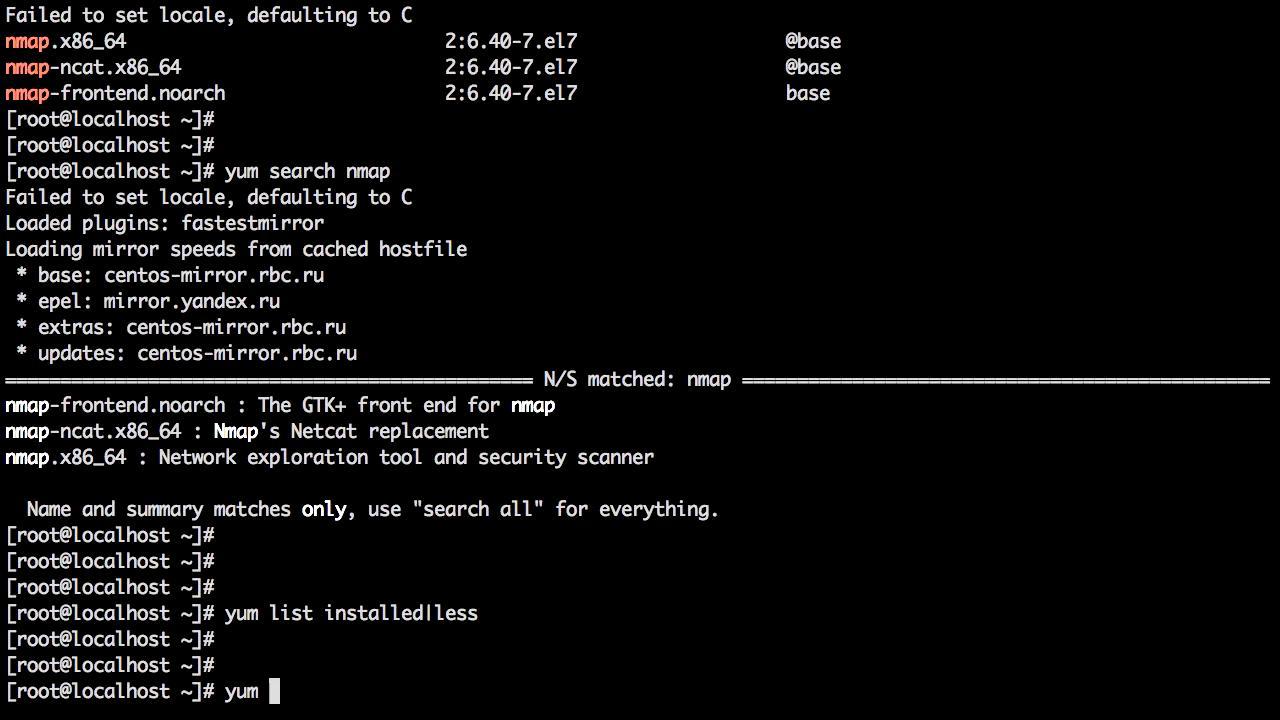 Failed to set locale, defaulting to C
nmap.x86_64 2:6.40-7.el7 @base
nmap-ncat.x86_64 2:6.40-7.el7 @base
nmap-frontend.noarch 2:6.40-7.el7 base
[root@localhost ~]#
[root@localhost ~]#
[root@localhost ~]# yum search nmap
Failed to set locale, defaulting to C
Loaded plugins: fastestmirror
Loading mirror speeds from cached hostfile
 * base: centos-mirror.rbc.ru
 * epel: mirror.yandex.ru
 * extras: centos-mirror.rbc.ru
 * updates: centos-mirror.rbc.ru
================================================ N/S matched: nmap ================================================
nmap-frontend.noarch : The GTK+ front end for nmap
nmap-ncat.x86_64 : Nmap's Netcat replacement
nmap.x86_64 : Network exploration tool and security scanner
  Name and summary matches only, use "search all" for everything.
[root@localhost ~]#
[root@localhost ~]#
[root@localhost ~]#
[root@localhost ~]# yum list installed|less
[root@localhost ~]#
[root@localhost ~]#
[root@localhost ~]# yum